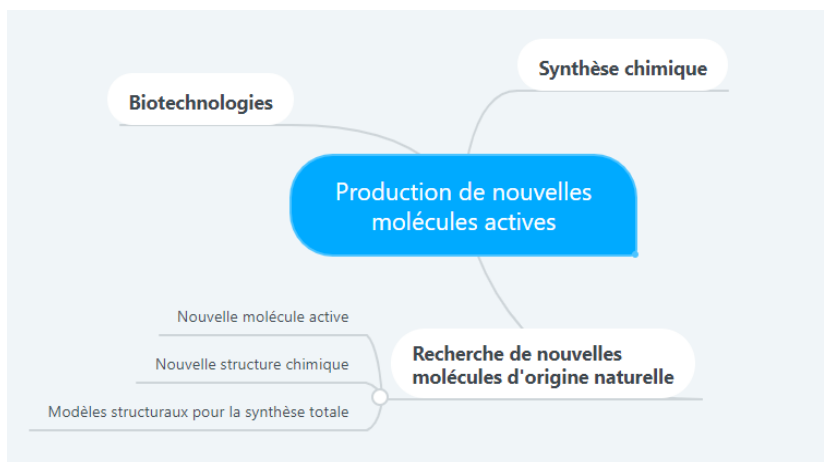 Synthèse chimique
Biotechnologies
Production de nouvelles
molécules actives
Nouvelle molécule active
Nouvelle structure chimique
Modèles structuraux pour la synthèse totale
Recherche de nouvelles
molécules d'origine naturelle